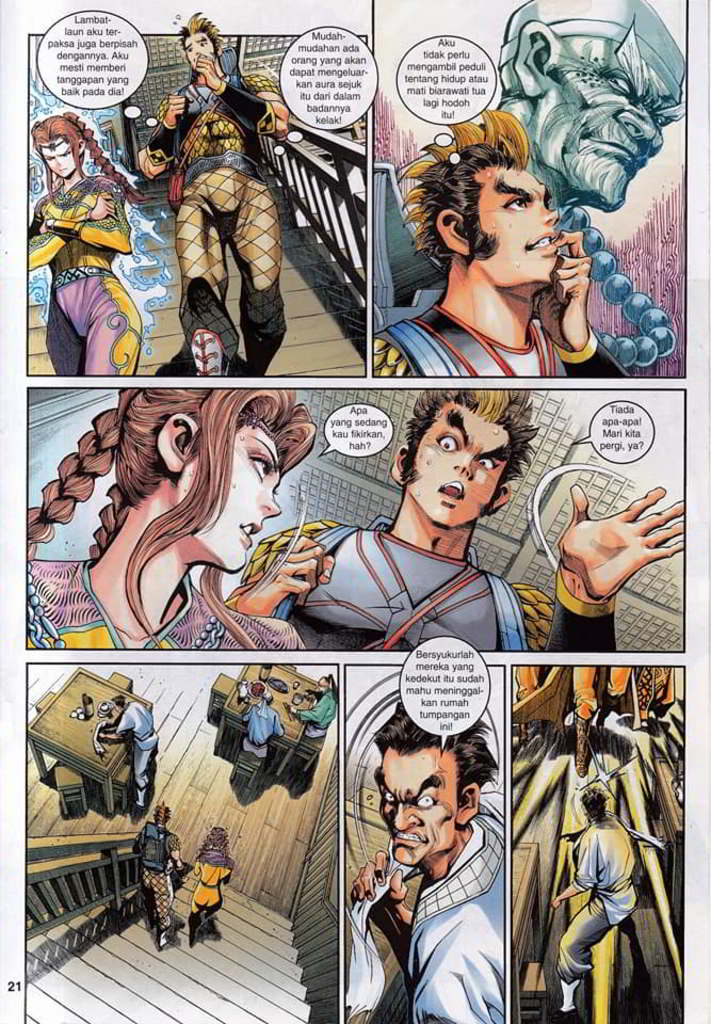 Lambat-
laun aku ter-
paksa juga berpisah
dengannya. Aku
mesti memberi
tanggapan yang
baik pada dia!
Mudah-
mudahan ada
orang yang akan
dapat mengeluar-
kan aura sejuk
itu dari dalam
badannya
kelak!
Aku
tidak perlu
mengambil peduli
tentang hidup atau
mati biarawati tua
lagi hodoh
itu!
Apa
yang sedang
kau fikirkan,
hah?
Tiada
apa-apa!
Mari kita
pergi, ya?
Bersyukurlah
mereka yang
kedekut itu sudah
mahu meninggal-
kan rumah
tumpangan
ini!
21